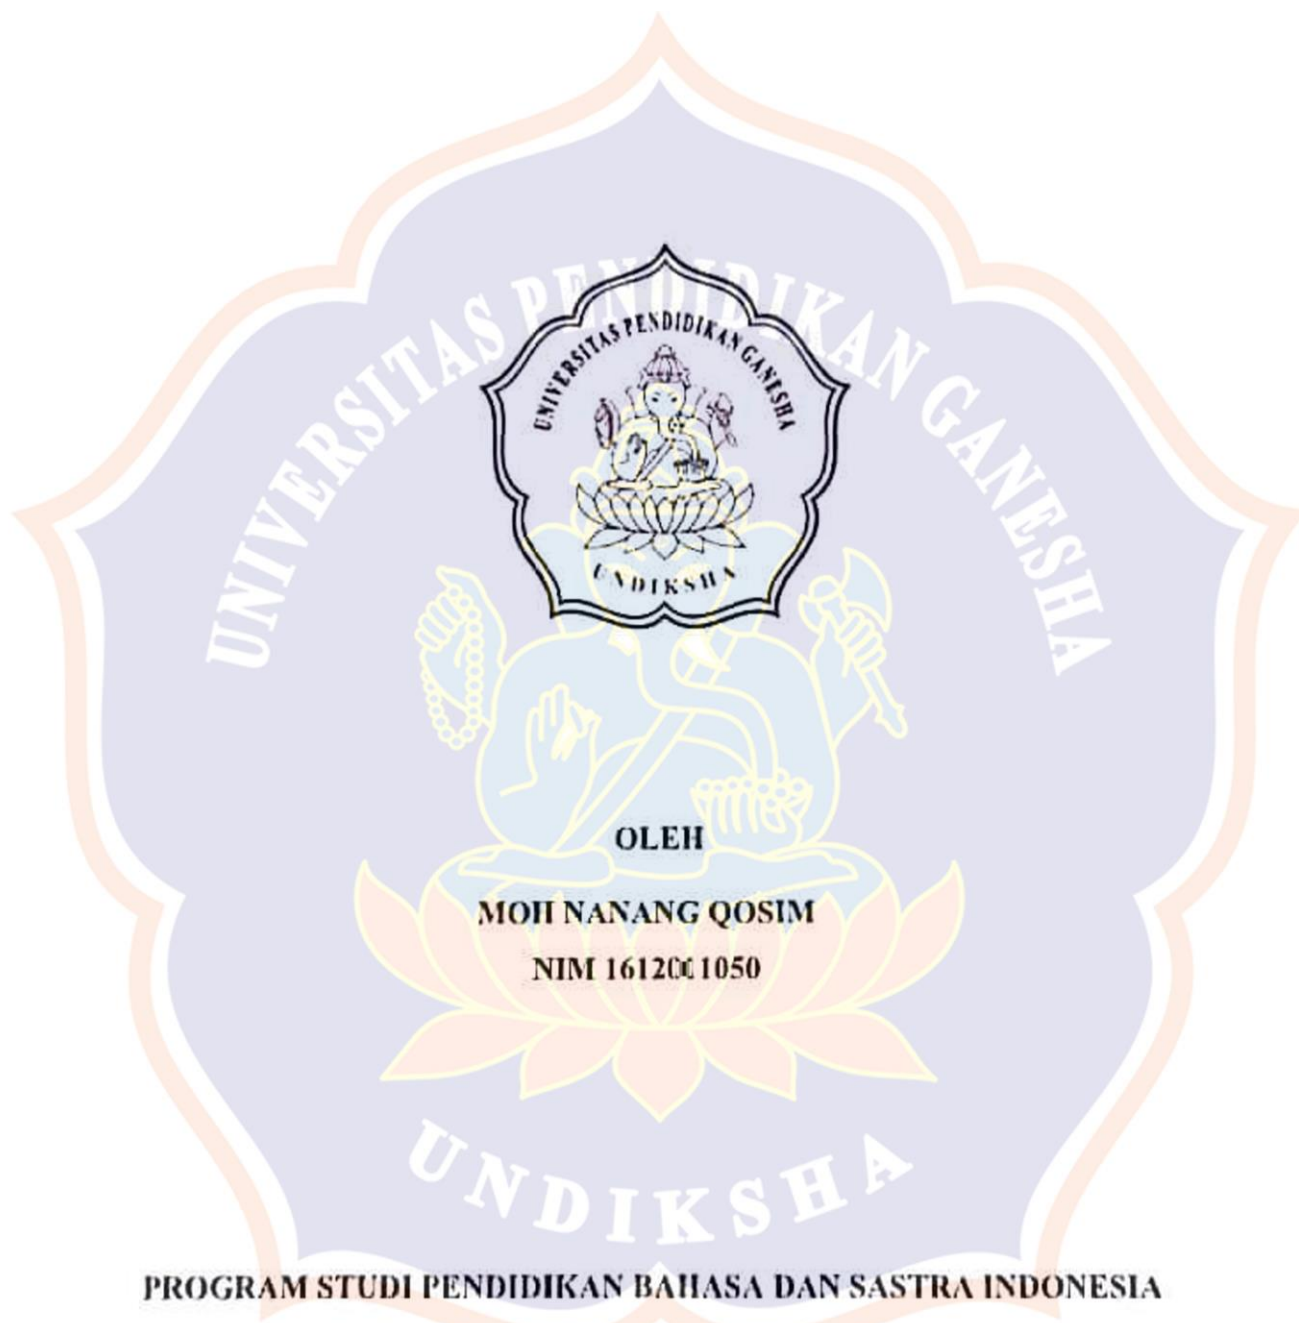 UNIVERSITAS PENDIDIKAN GANESHA
UNIVERSITAS PENDIDIKAN GANESHA
UNDIKSHA
OLEH
MOH NANANG QOSIM
NIM
UNDIKSHA
PROGRAM STUDI PENDIDIKAN BAHASA DAN SASTRA INDONESIA